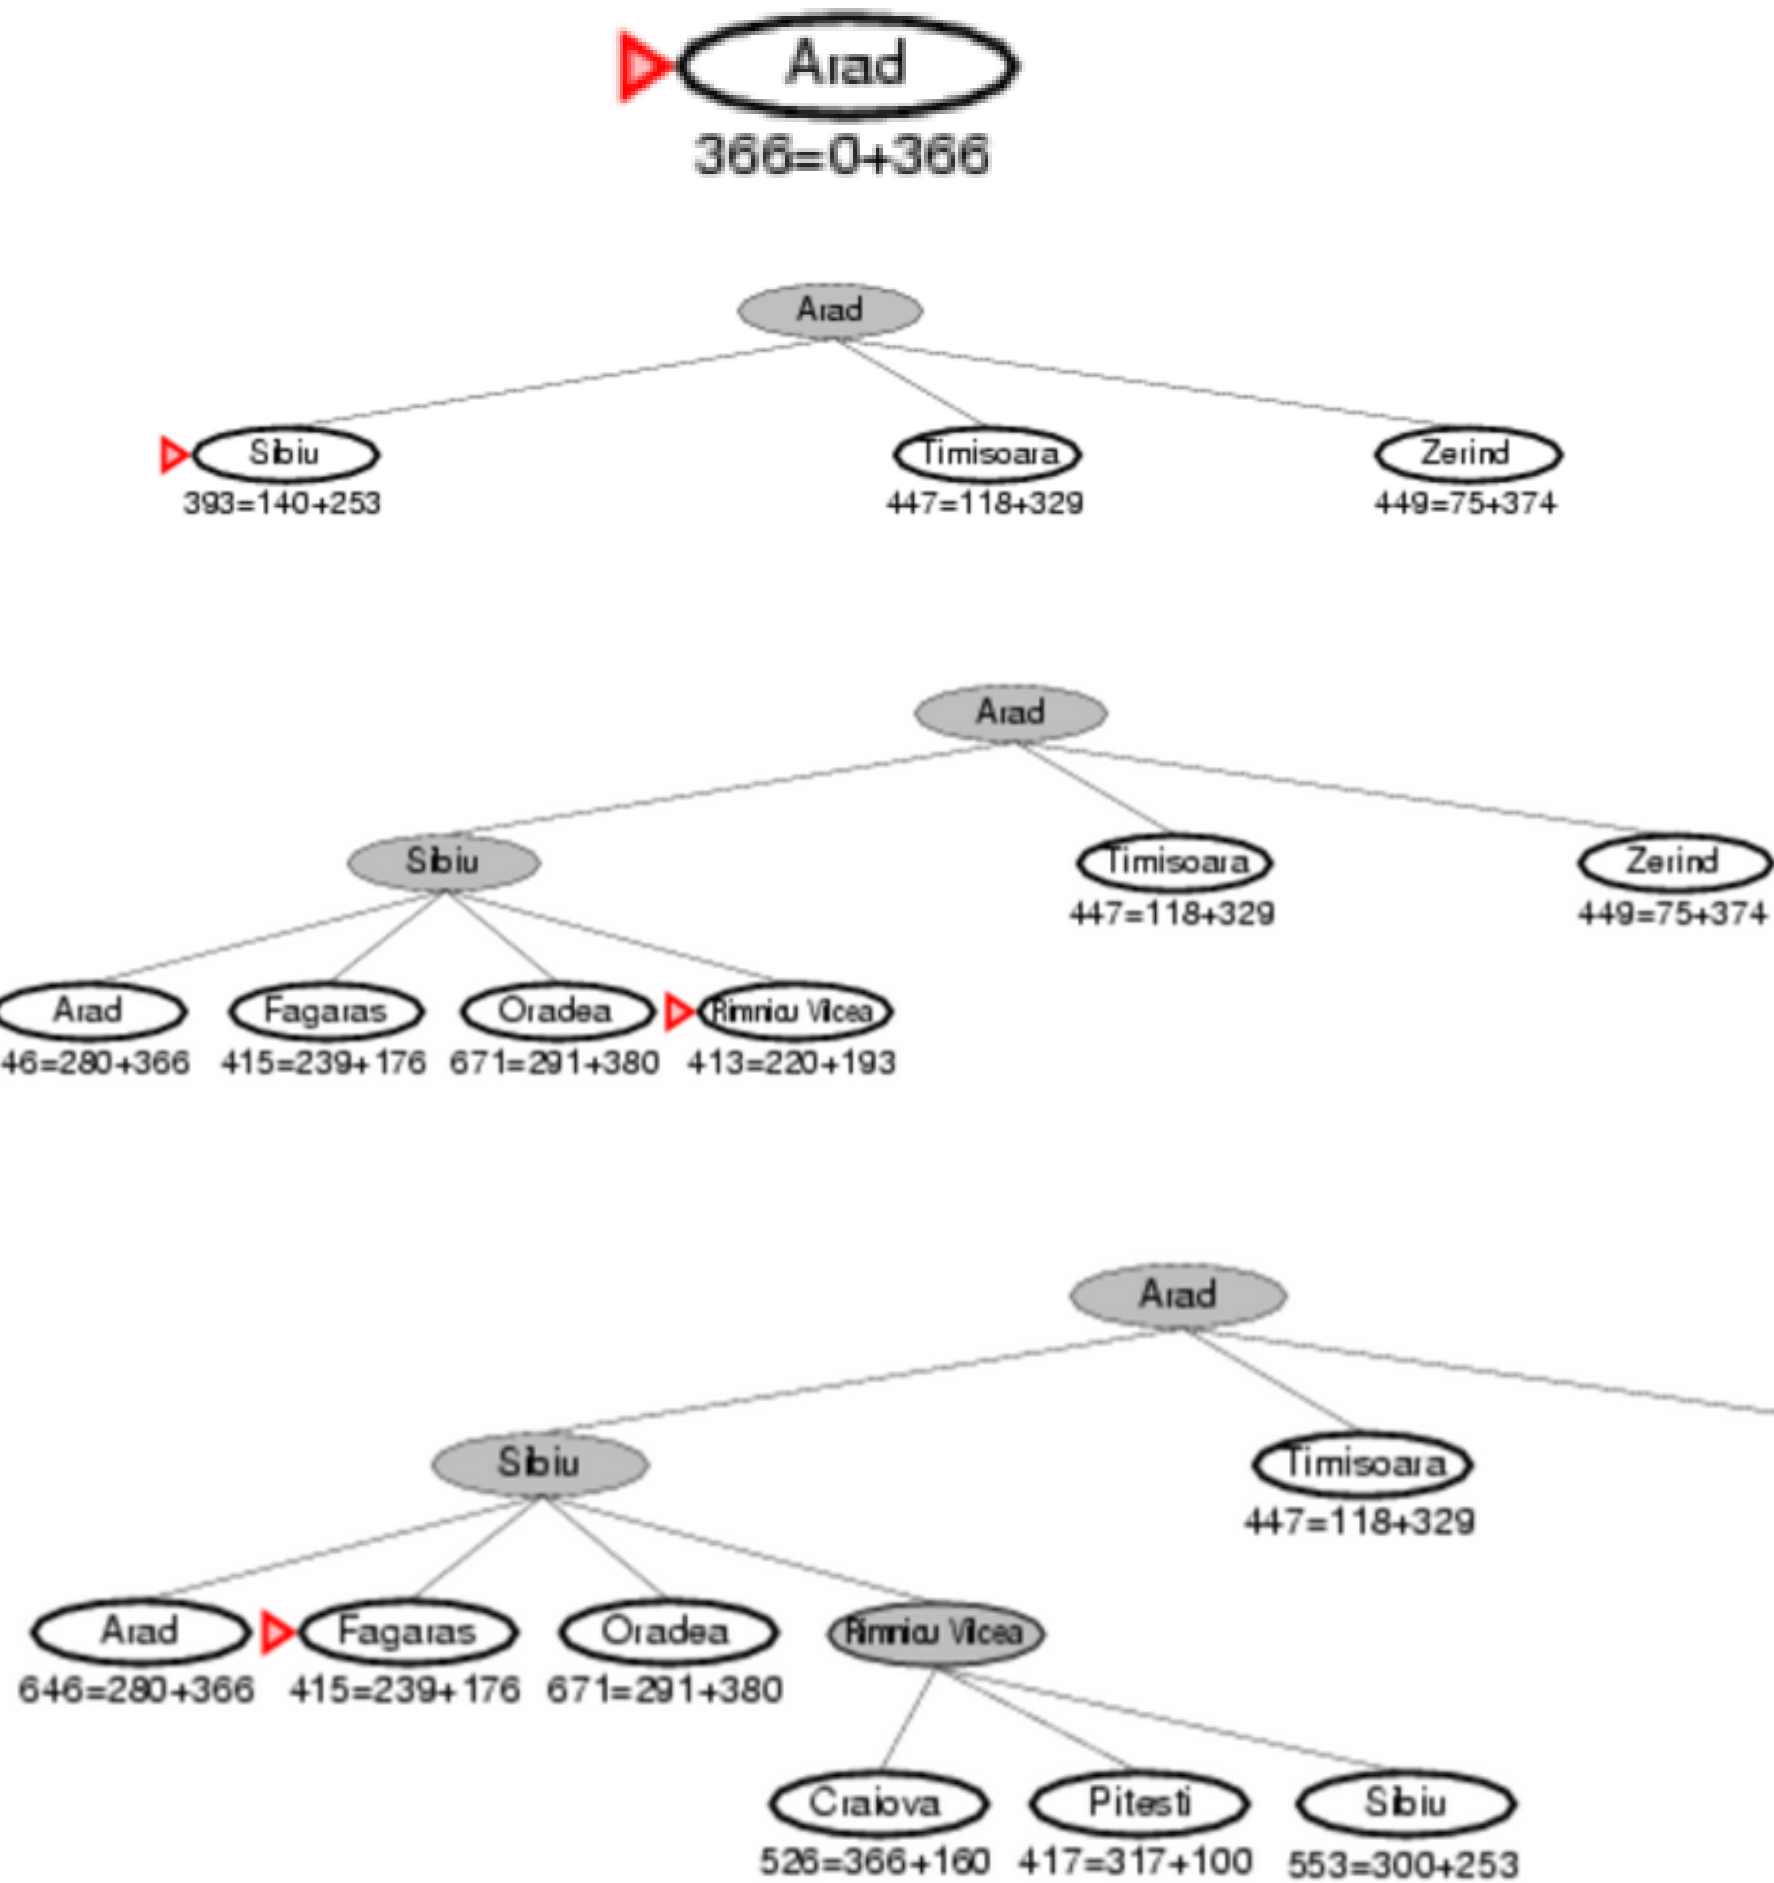 Arad
366=0+366
Arad
Sibiu Timisoara Zerind
393=140+253 447=118+329 449=75+374
Arad
Sibiu Timisoara Zerind
447=118+329 449=75+374
Arad Fagaras Oradea Rimnicu Vilcea
46=280+366 415=239+176 671=291+380 413=220+193
Arad
Sibiu Timisoara
447=118+329
Arad Fagaras Oradea Rimnicu Vilcea
646=280+366 415=239+176 671=291+380
Craiova Pitesti Sibiu
526=366+160 417=317+100 553=300+253